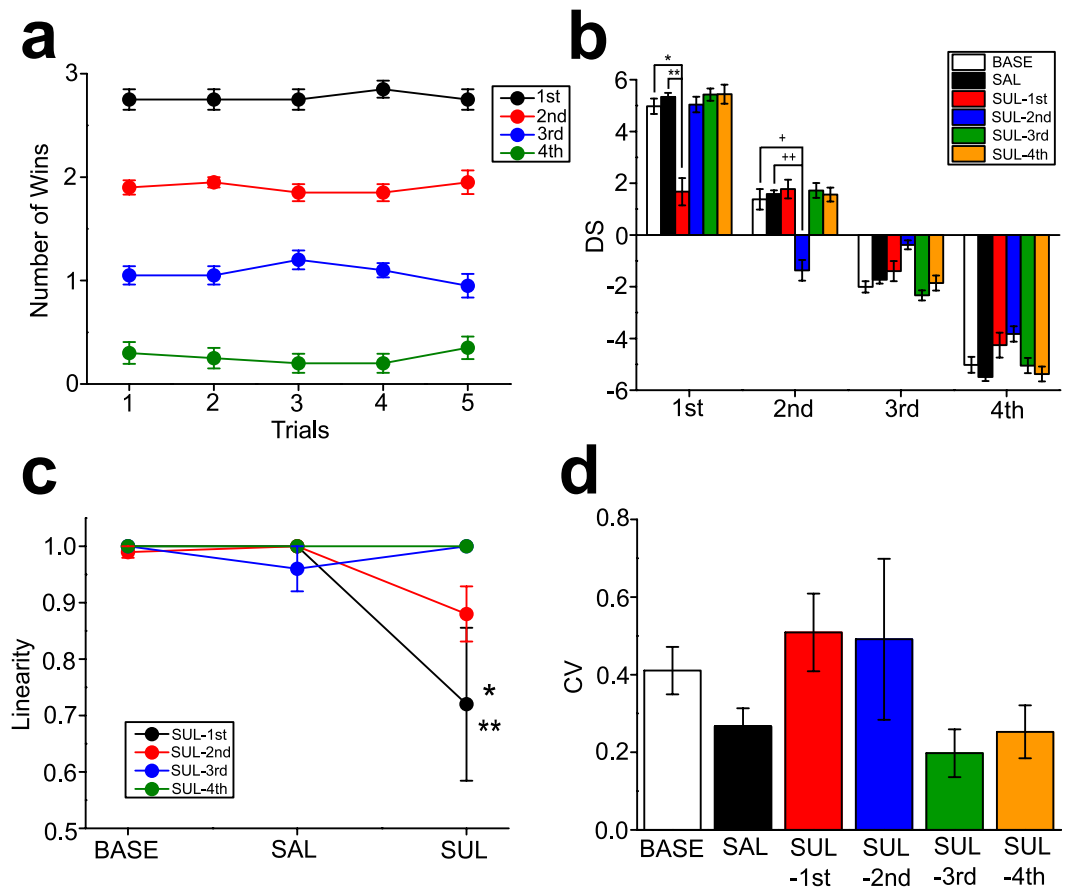 a
Number of Wins
3
2
1
0
1 2 3 4 5
Trials
1st
2nd
3rd
4th
b
DS
6
4
2
0
-2
-4
-6
* 
**
+
++
BASE
SAL
SUL-1st
SUL-2nd
SUL-3rd
SUL-4th
1st 2nd 3rd 4th
c
Linearity
1.0
0.9
0.8
0.7
0.6
0.5
*
**
SUL-1st
SUL-2nd
SUL-3rd
SUL-4th
BASE SAL SUL
d
CV
0.8
0.6
0.4
0.2
0.0
BASE SAL SUL SUL SUL SUL
-1st -2nd -3rd -4th